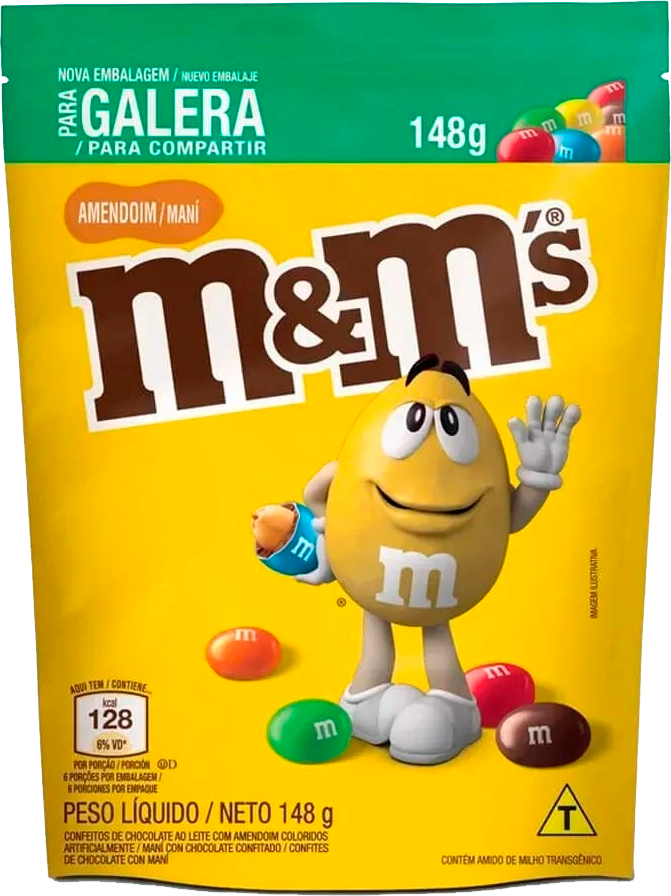 NOVA EMBALAGEM / NUEVO EMBALAJE
PARA
GALERA
/ PARA COMPARTIR
148g
m
m
m
m
m
m
AMENDOIM / MANÍ
m&m's®
m
m
®
IMAGEM ILUSTRATIVA
m
m
m
m
AQUI TEM / CONTIENE...
kcal
128
6% VD*
POR PORÇÃO / PORCIÓN ⓊD
6 PORÇÕES POR EMBALAGEM /
6 PORCIONES POR EMPAQUE
PESO LÍQUIDO / NETO 148 g
CONFEITOS DE CHOCOLATE AO LEITE COM AMENDOIM COLORIDOS
ARTIFICIALMENTE / MANÍ CON CHOCOLATE CONFITADO / CONFITES
DE CHOCOLATE CON MANÍ
T
CONTÉM AMIDO DE MILHO TRANSGÊNICO